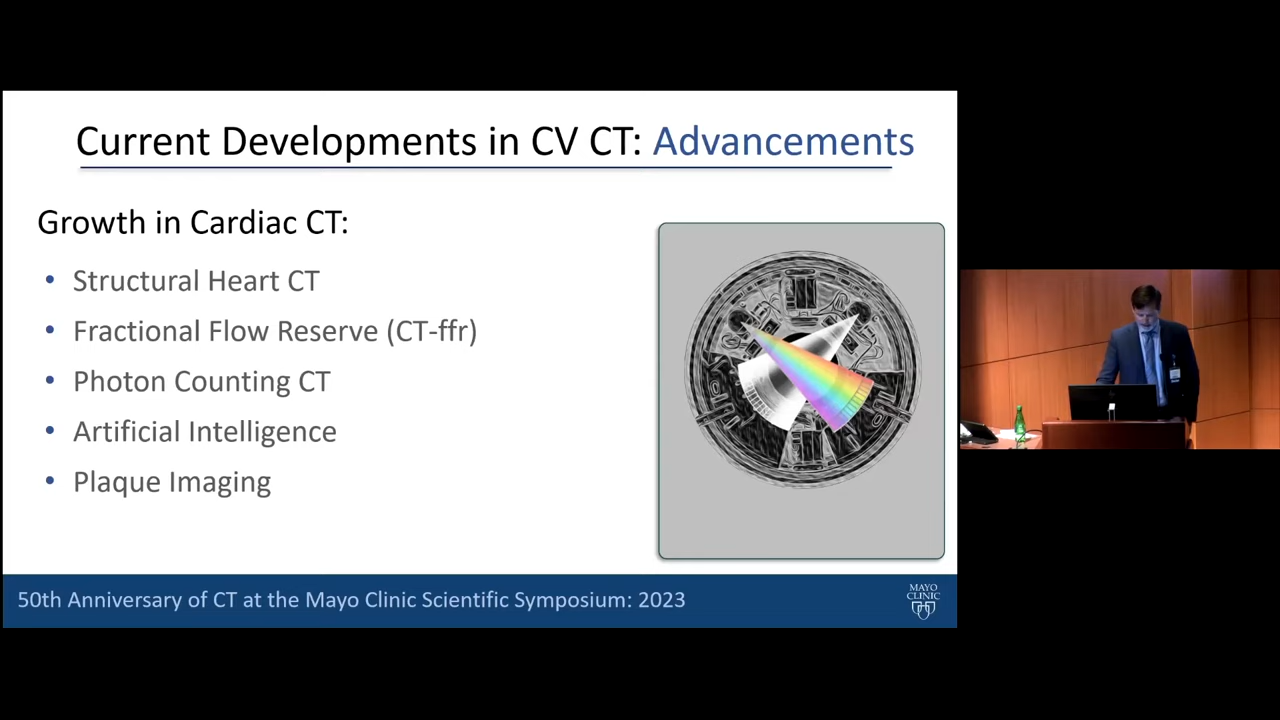 Current Developments in CV CT: Advancements
Growth in Cardiac CT:
• Structural Heart CT
• Fractional Flow Reserve (CT-ffr)
• Photon Counting CT
• Artificial Intelligence
• Plaque Imaging
50th Anniversary of CT at the Mayo Clinic Scientific Symposium: 2023
MAYO
CLINIC